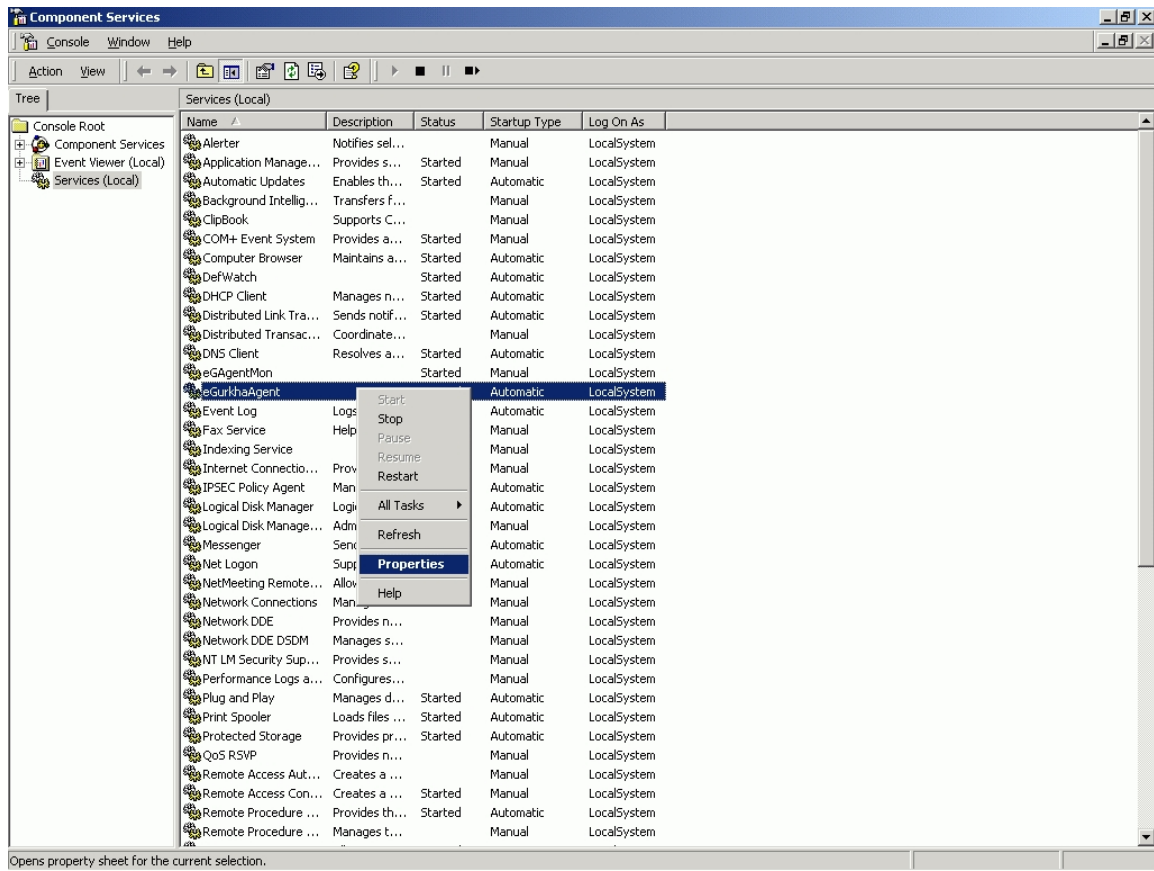 Component Services
Console Window Help
Action View
Tree
Services (Local)
Console Root
Component Services
Event Viewer (Local)
Services (Local)
Name Description Status Startup Type Log On As
Alerter Notifies sel... Manual LocalSystem
Application Manage... Provides s... Started Manual LocalSystem
Automatic Updates Enables th... Started Automatic LocalSystem
Background Intellig... Transfers f... Manual LocalSystem
ClipBook Supports C... Manual LocalSystem
COM+ Event System Provides a... Started Manual LocalSystem
Computer Browser Maintains a... Started Automatic LocalSystem
DefWatch Started Automatic LocalSystem
DHCP Client Manages n... Started Automatic LocalSystem
Distributed Link Tra... Sends notif... Started Automatic LocalSystem
Distributed Transac... Coordinate... Manual LocalSystem
DNS Client Resolves a... Started Automatic LocalSystem
eGAgentMon Started Manual LocalSystem
eGurkhaAgent Automatic LocalSystem
Event Log Logs Automatic LocalSystem
Fax Service Help Manual LocalSystem
Indexing Service Manual LocalSystem
Internet Connectio... Prov Manual LocalSystem
IPSEC Policy Agent Man Automatic LocalSystem
Logical Disk Manager Logi Automatic LocalSystem
Logical Disk Manage... Adm Manual LocalSystem
Messenger Send Automatic LocalSystem
Net Logon Supp Automatic LocalSystem
NetMeeting Remote... Allow Manual LocalSystem
Network Connections Man Manual LocalSystem
Network DDE Provides n... Manual LocalSystem
Network DDE DSDM Manages s... Manual LocalSystem
NT LM Security Sup... Provides s... Manual LocalSystem
Performance Logs a... Configures... Manual LocalSystem
Plug and Play Manages d... Started Automatic LocalSystem
Print Spooler Loads files ... Started Automatic LocalSystem
Protected Storage Provides pr... Started Automatic LocalSystem
QoS RSVP Provides n... Manual LocalSystem
Remote Access Aut... Creates a ... Manual LocalSystem
Remote Access Con... Creates a ... Started Manual LocalSystem
Remote Procedure ... Provides th... Started Automatic LocalSystem
Remote Procedure ... Manages t... Manual LocalSystem
Start
Stop
Pause
Resume
Restart
All Tasks
Refresh
Properties
Help
Opens property sheet for the current selection.